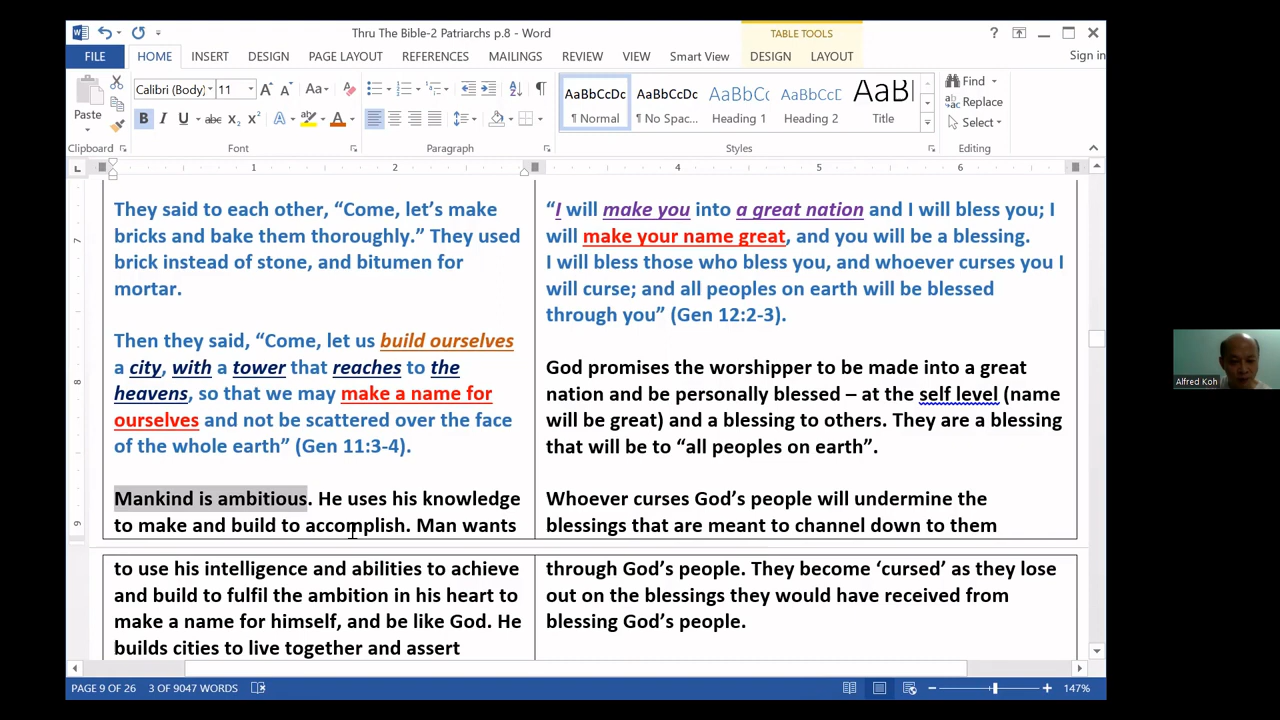 Thru The Bible-2 Patriarchs p.8 - Word
TABLE TOOLS
Sign in
FILE HOME INSERT DESIGN PAGE LAYOUT REFERENCES MAILINGS REVIEW VIEW Smart View DESIGN LAYOUT
Paste
Calibri (Body) 11
AaBbCcDc AaBbCcDc AaBbCc AaBbCcD AaBl
¶ Normal ¶ No Spac... Heading 1 Heading 2 Title
Find
Replace
Select
Clipboard Font Paragraph Styles Editing
1 2 4 5 6
They said to each other, “Come, let’s make
bricks and bake them thoroughly.” They used
brick instead of stone, and bitumen for
mortar.
Then they said, “Come, let us build ourselves
a city, with a tower that reaches to the
heavens, so that we may make a name for
ourselves and not be scattered over the face
of the whole earth” (Gen 11:3-4).
Mankind is ambitious. He uses his knowledge
to make and build to accomplish. Man wants
to use his intelligence and abilities to achieve
and build to fulfil the ambition in his heart to
make a name for himself, and be like God. He
builds cities to live together and assert
“I will make you into a great nation and I will bless you; I
will make your name great, and you will be a blessing.
I will bless those who bless you, and whoever curses you I
will curse; and all peoples on earth will be blessed
through you” (Gen 12:2-3).
God promises the worshipper to be made into a great
nation and be personally blessed – at the self level (name
will be great) and a blessing to others. They are a blessing
that will be to “all peoples on earth”.
Whoever curses God’s people will undermine the
blessings that are meant to channel down to them
through God’s people. They become ‘cursed’ as they lose
out on the blessings they would have received from
blessing God’s people.
7
8
9
PAGE 9 OF 26 3 OF 9047 WORDS
147%
Alfred Koh